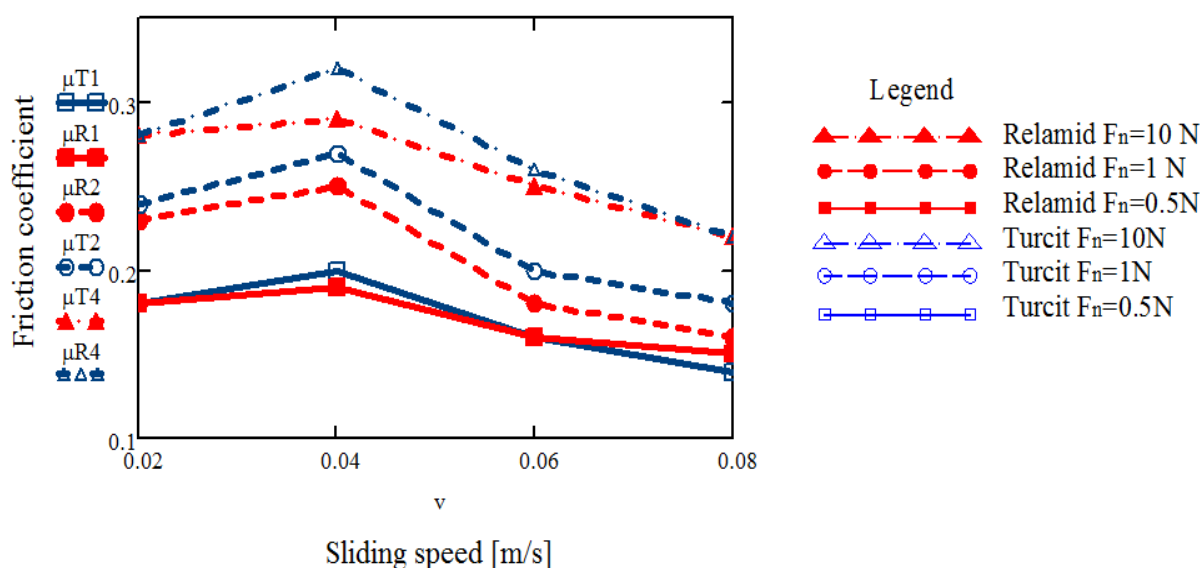 Friction coefficient
μT1
μR1
μR2
μT2
μT4
μR4
0.3
0.2
0.1
0.02
0.04
0.06
0.08
v
Sliding speed [m/s]
Legend
Relamid Fn=10 N
Relamid Fn=1 N
Relamid Fn=0.5N
Turcit Fn=10N
Turcit Fn=1N
Turcit Fn=0.5N